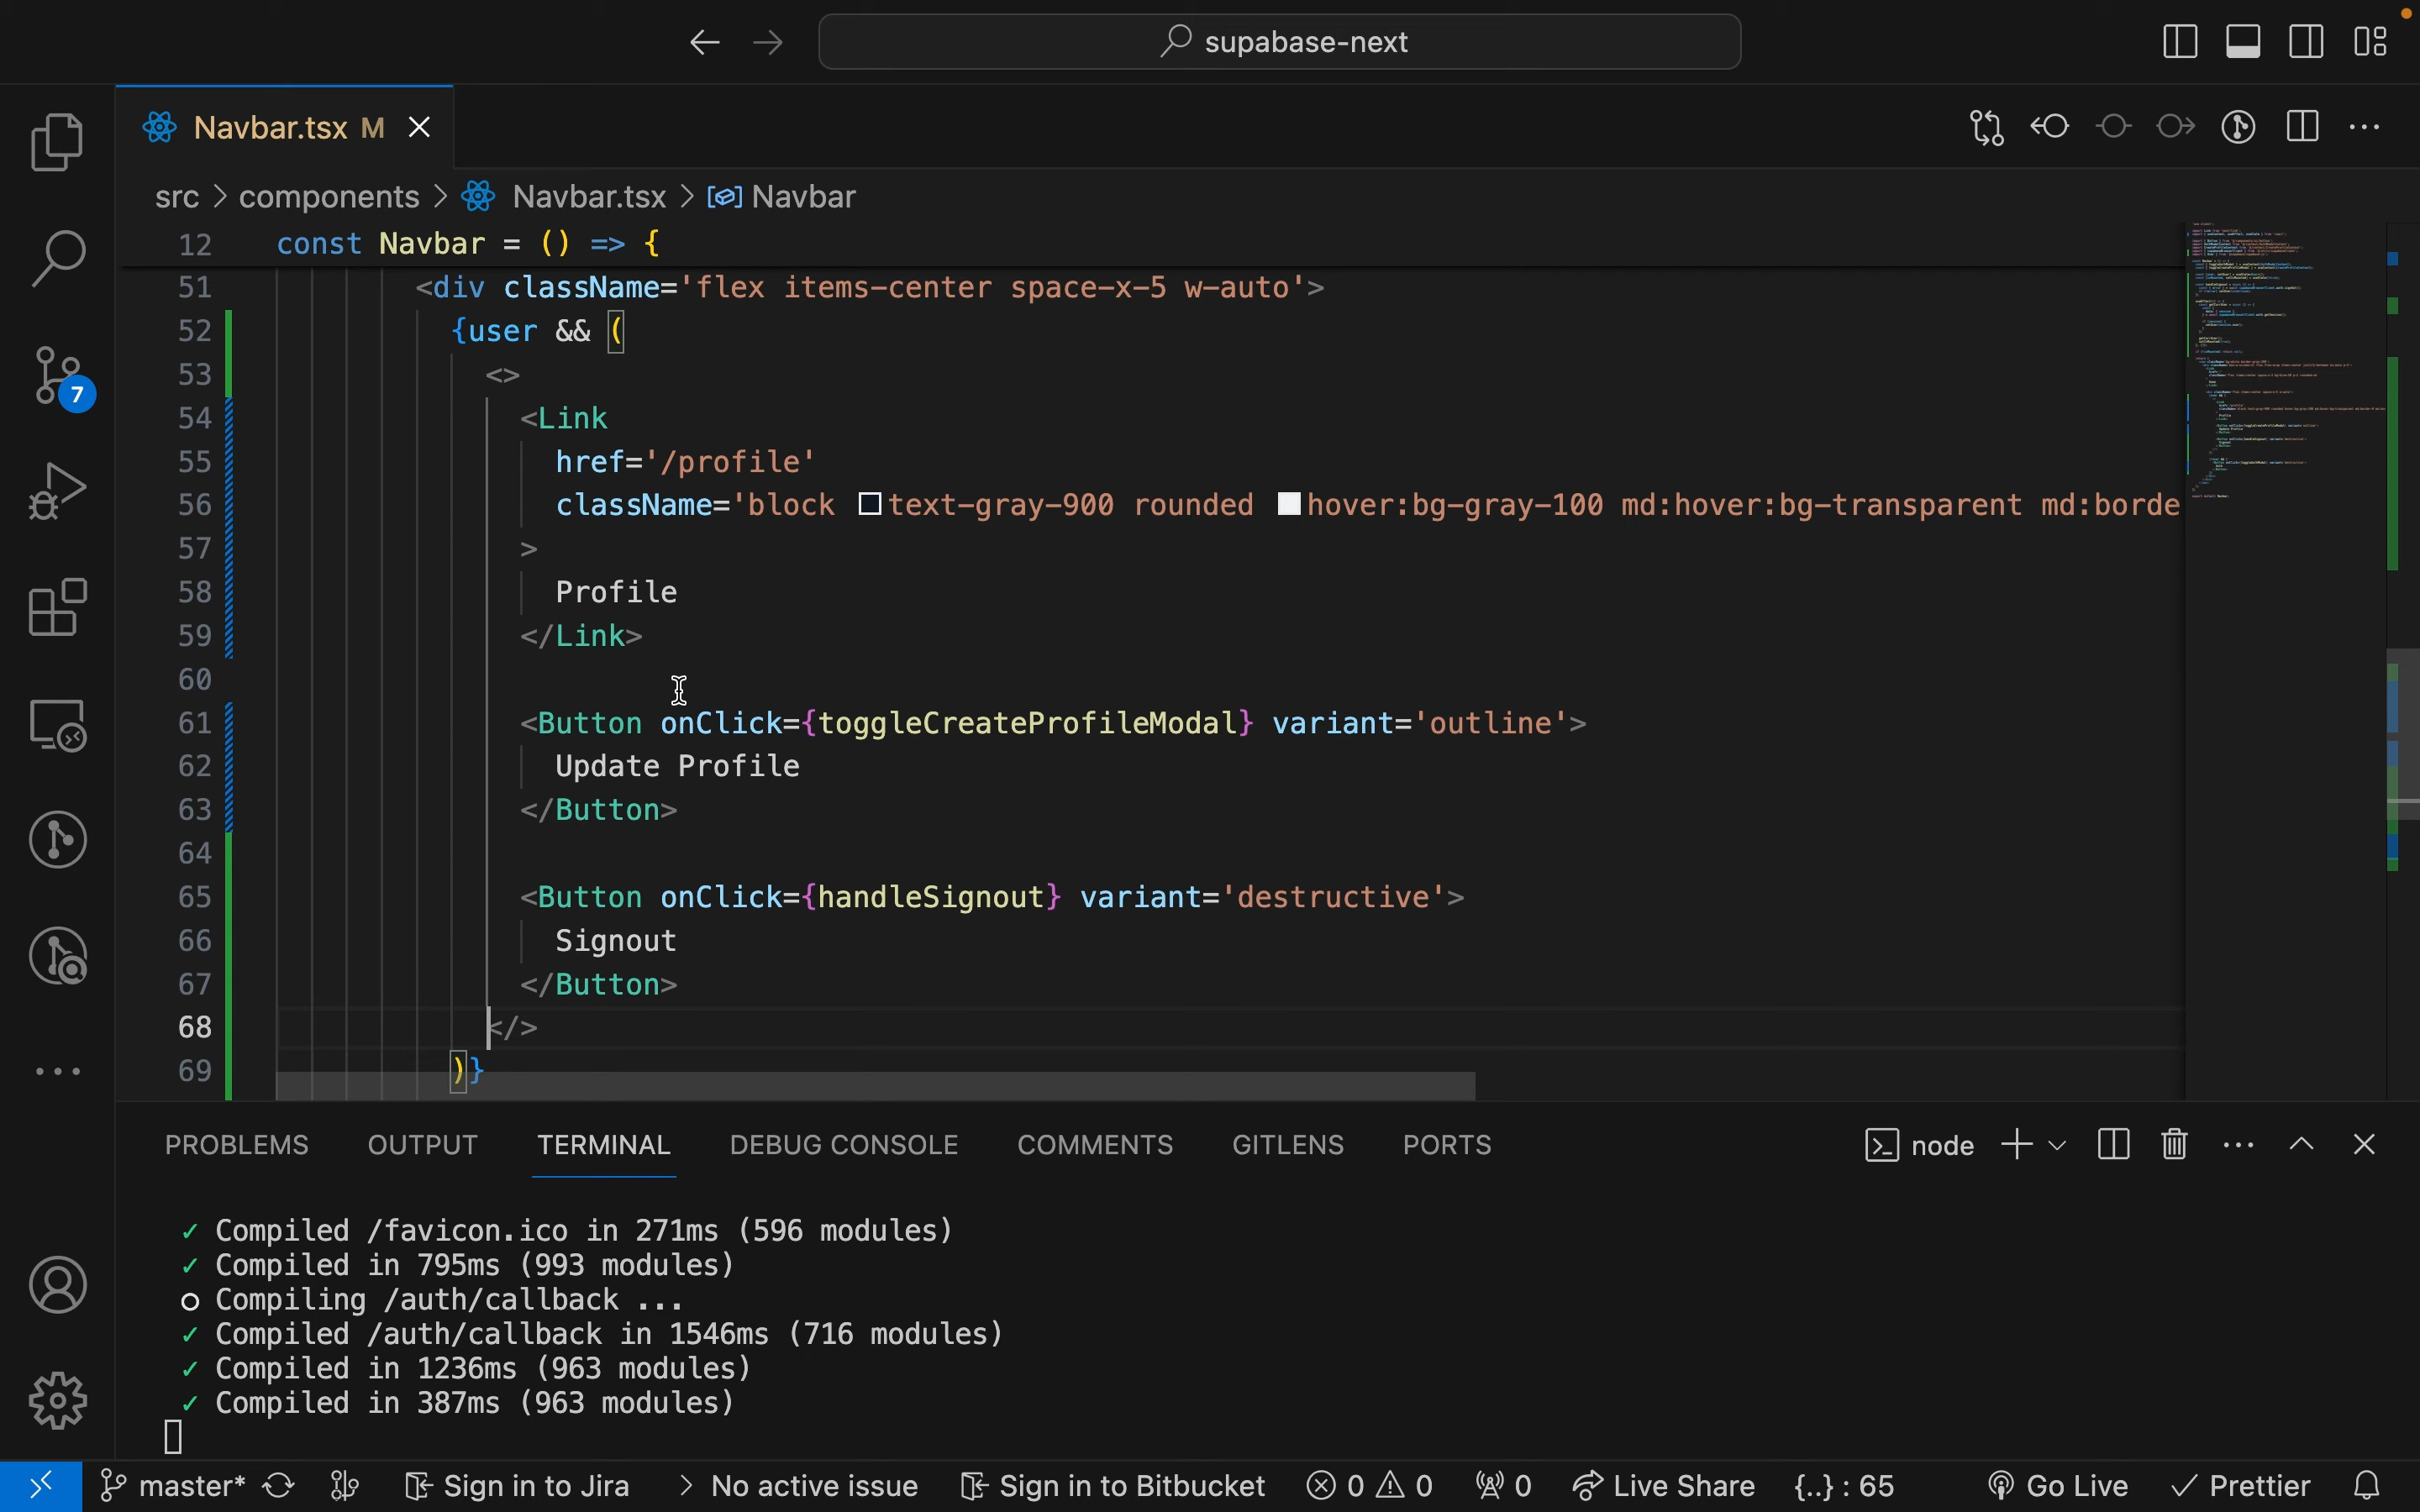 supabase-next
Navbar.tsx M
src > components > Navbar.tsx > Navbar
12 const Navbar = () => {
51 <div className='flex items-center space-x-5 w-auto'>
52 {user && (
53 <>
54 <Link
55 href='/profile'
56 className='block text-gray-900 rounded hover:bg-gray-100 md:hover:bg-transparent md:borde
57 >
58 Profile
59 </Link>
60
61 <Button onClick={toggleCreateProfileModal} variant='outline'>
62 Update Profile
63 </Button>
64
65 <Button onClick={handleSignout} variant='destructive'>
66 Signout
67 </Button>
68 </>
69 )}
7
PROBLEMS OUTPUT TERMINAL DEBUG CONSOLE COMMENTS GITLENS PORTS node
✓ Compiled /favicon.ico in 271ms (596 modules)
✓ Compiled in 795ms (993 modules)
○ Compiling /auth/callback ...
✓ Compiled /auth/callback in 1546ms (716 modules)
✓ Compiled in 1236ms (963 modules)
✓ Compiled in 387ms (963 modules)
master* Sign in to Jira > No active issue Sign in to Bitbucket 0 0 0 Live Share {..} : 65 Go Live ✓ Prettier